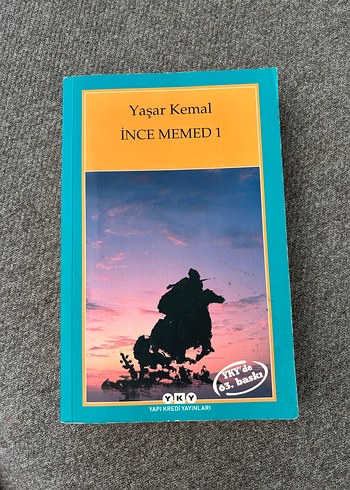 Yaşar Kemal
İNCE MEMED 1
YKY'de
63. baskı
YKY
YAPI KREDİ YAYINLARI